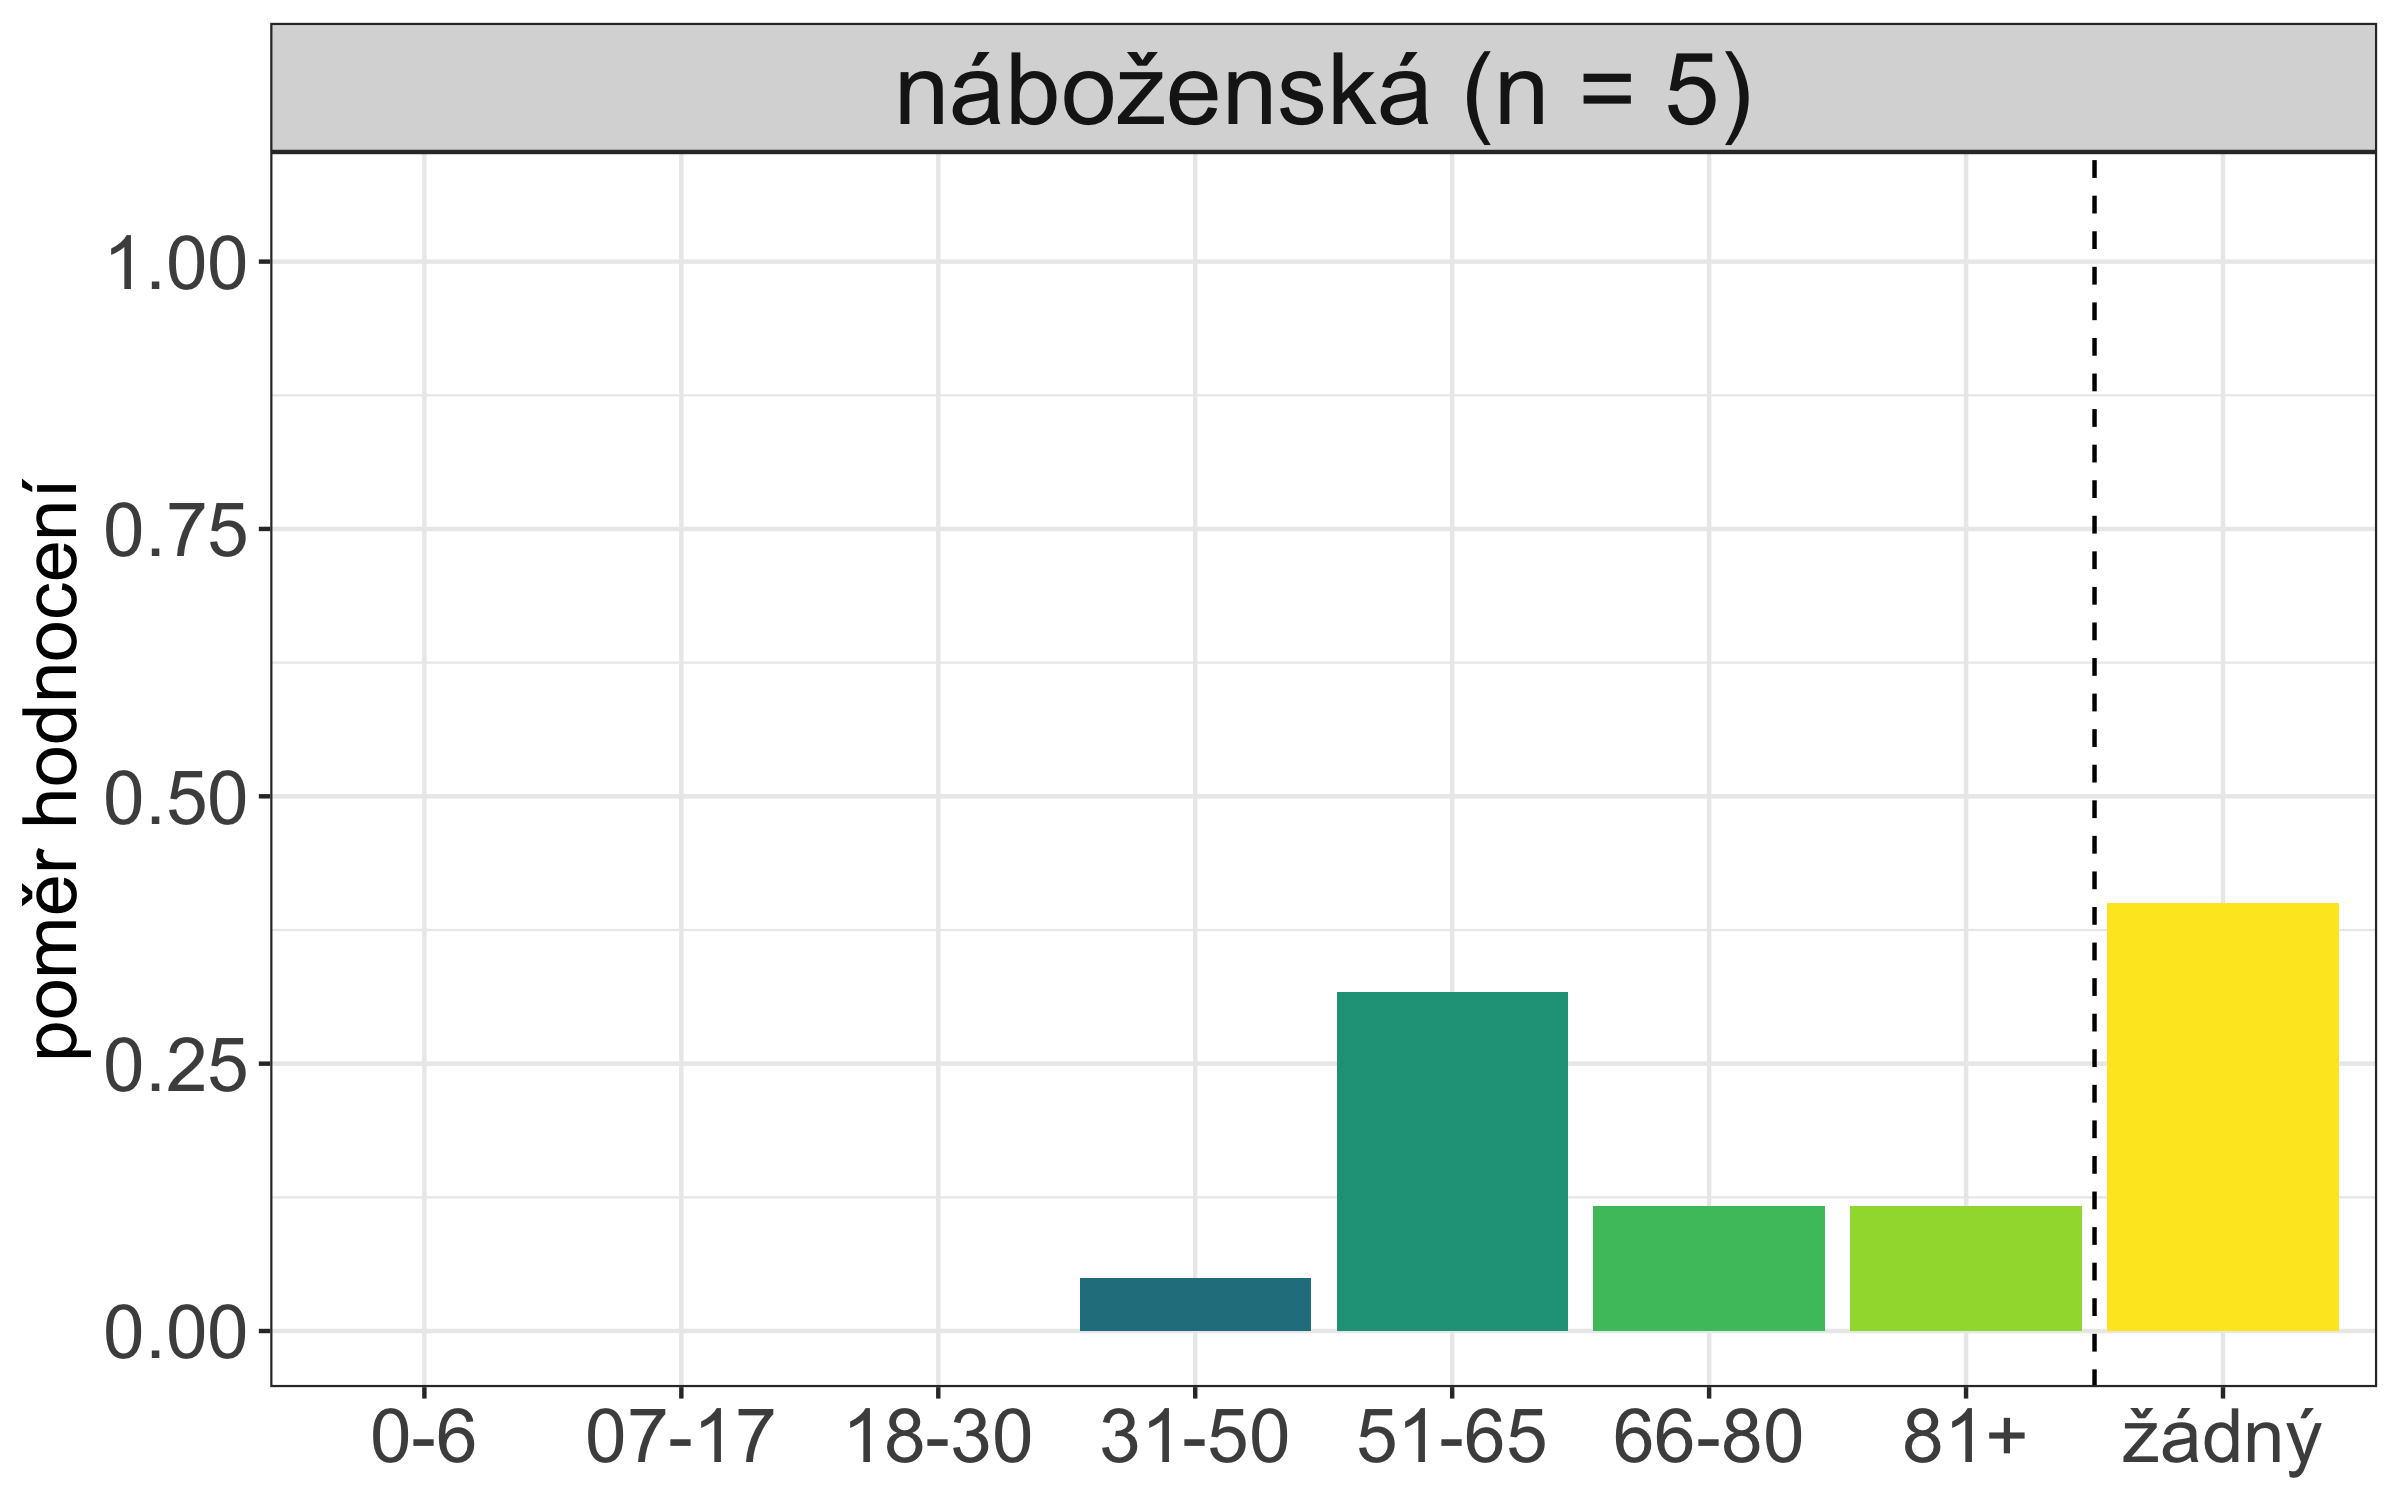 náboženská (n = 5)
poměr hodnocení
1.00
0.75
0.50
0.25
0.00
0-6 07-17 18-30 31-50 51-65 66-80 81+ žádný